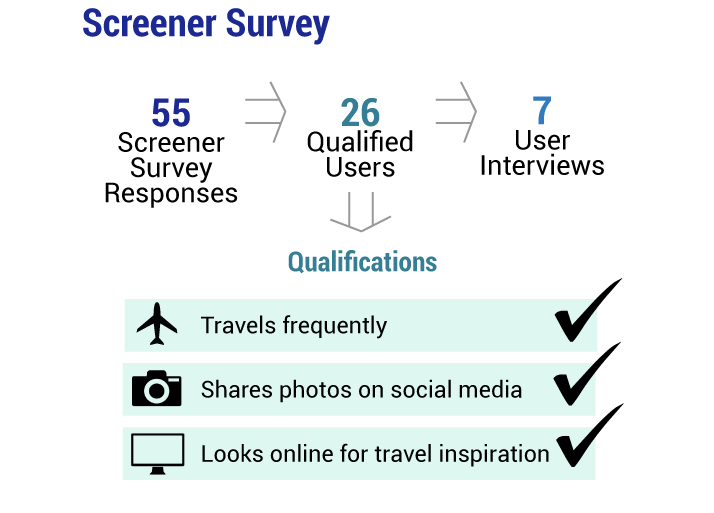 Screener Survey
55
Screener
Survey
Responses
26
Qualified
Users
7
User
Interviews
Qualifications
Travels frequently
Shares photos on social media
Looks online for travel inspiration